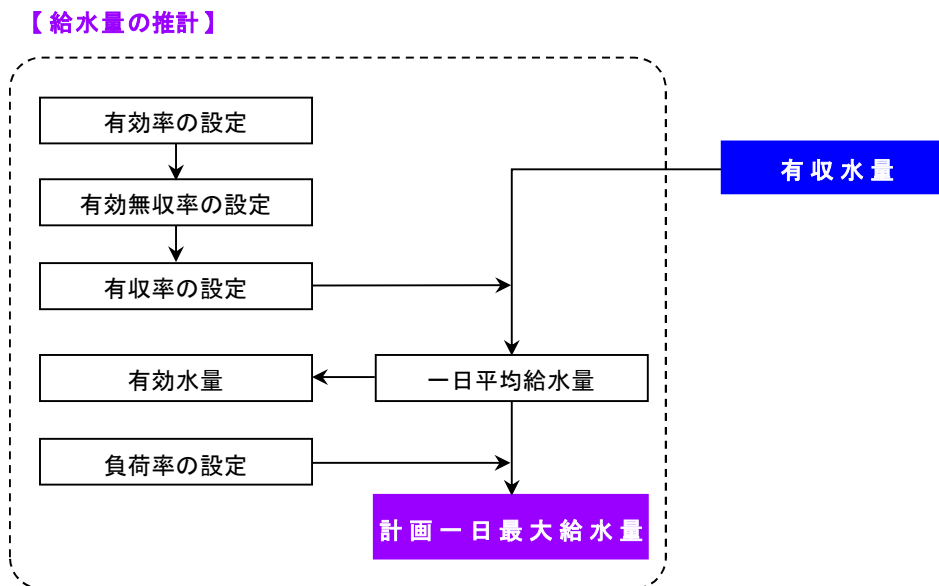 【給水量の推計】
有効率の設定
有収水量
有効無収率の設定
有収率の設定
有効水量
一日平均給水量
負荷率の設定
計画一日最大給水量